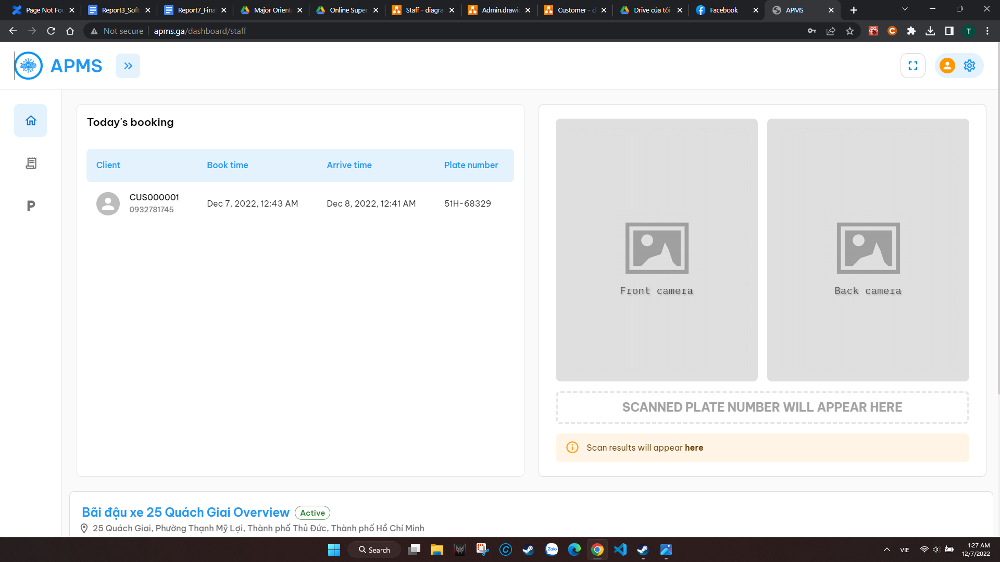 Page Not Fou
Report3_Soft
Report7_Final
Major Orienta
Online Super
Staff - diagra
Admin.drawio
Customer - d
Drive của tôi
Facebook
APMS
Not secure
apms.ga/dashboard/staff
T
APMS
Today's booking
Client Book time Arrive time Plate number
CUS000001
0932781745
Dec 7, 2022, 12:43 AM Dec 8, 2022, 12:41 AM 51H-68329
P
Front camera
Back camera
SCANNED PLATE NUMBER WILL APPEAR HERE
Scan results will appear here
Bãi đậu xe 25 Quách Giai Overview Active
25 Quách Giai, Phường Thạnh Mỹ Lợi, Thành phố Thủ Đức, Thành phố Hồ Chí Minh
Search
Zalo
VIE
1:27 AM
12/7/2022